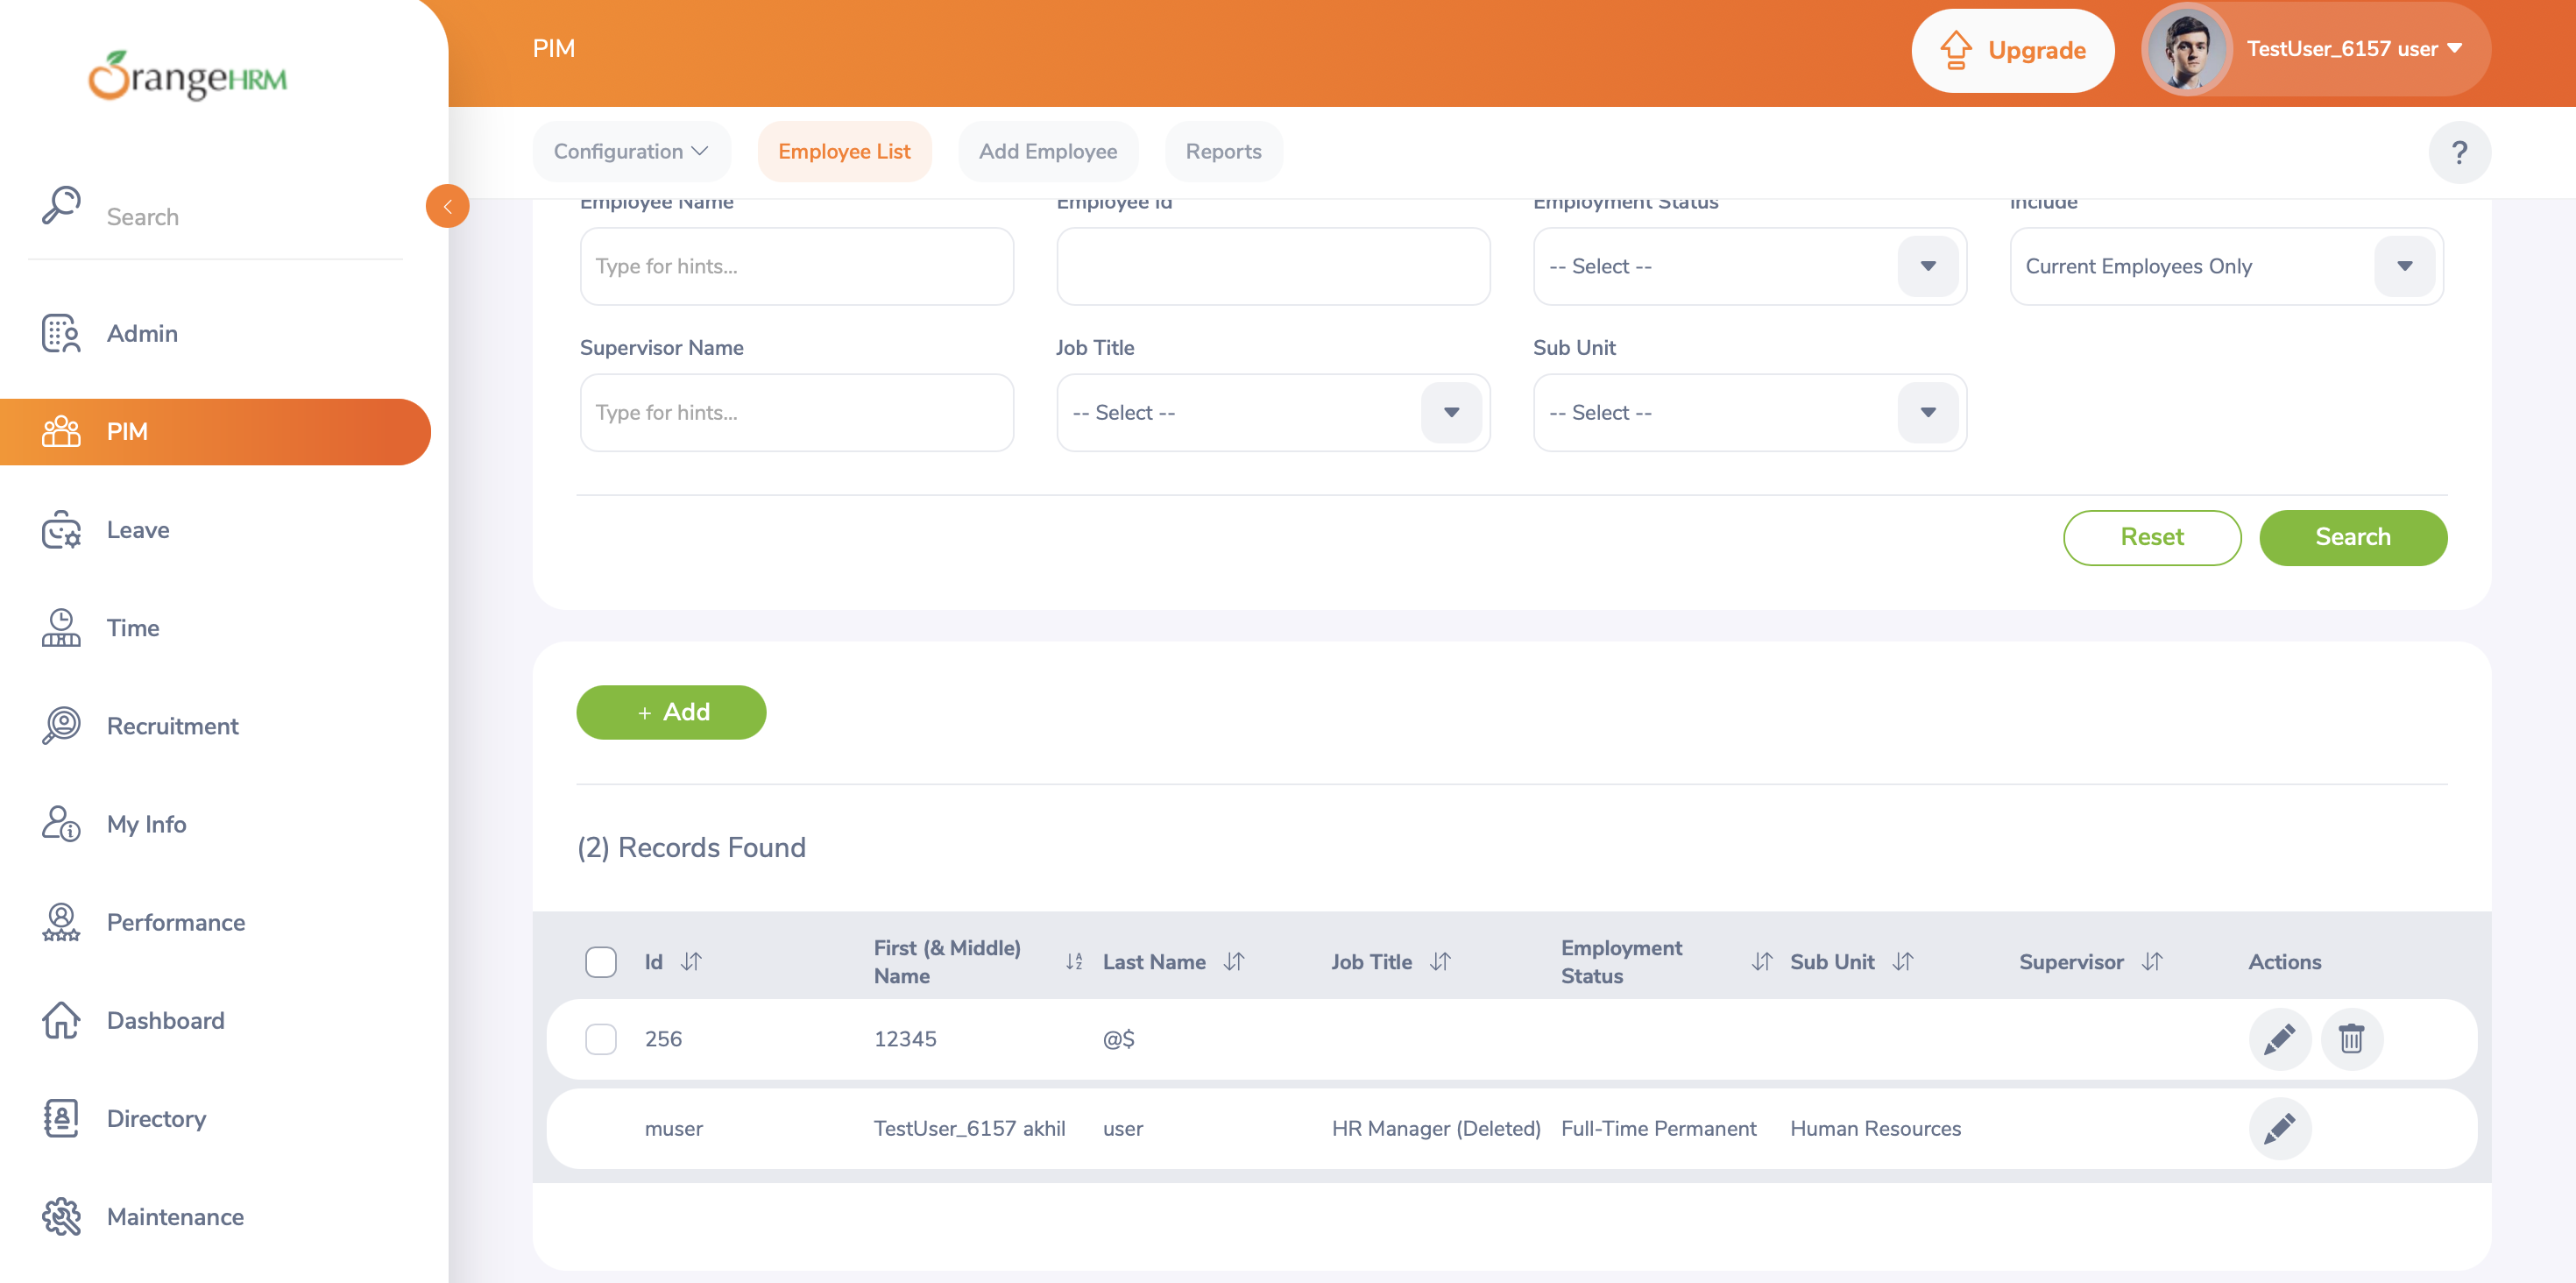 OrangeHRM
PIM
Upgrade
TestUser_6157 user
Search
Configuration
Employee List
Add Employee
Reports
?
Employee Name
Employee Id
Employment Status
Include
Type for hints...
-- Select --
Current Employees Only
Supervisor Name
Job Title
Sub Unit
Type for hints...
-- Select --
-- Select --
Reset
Search
Admin
PIM
Leave
Time
Recruitment
My Info
Performance
Dashboard
Directory
Maintenance
+ Add
(2) Records Found
Id
First (& Middle) Name
Last Name
Job Title
Employment Status
Sub Unit
Supervisor
Actions
256 12345 @$
muser TestUser_6157 akhil user HR Manager (Deleted) Full-Time Permanent Human Resources